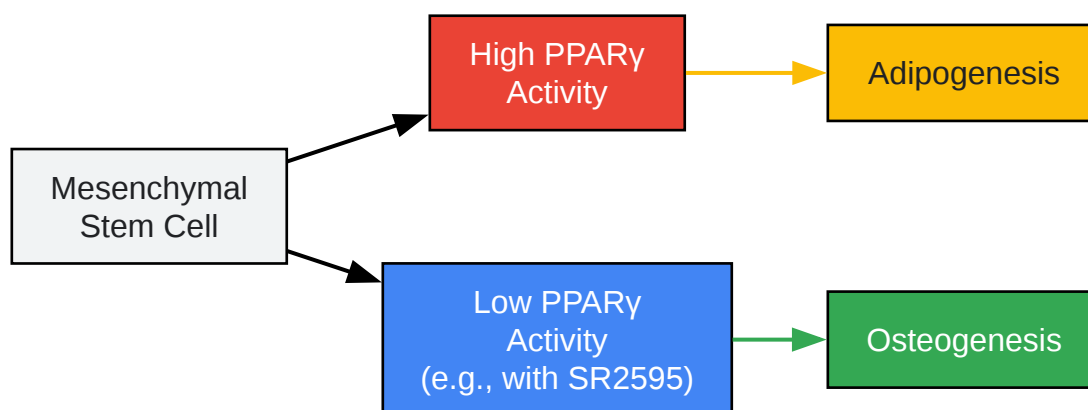 High PPARγ
Activity
Adipogenesis
Mesenchymal
Stem Cell
Low PPARγ
Activity
(e.g., with SR2595)
Osteogenesis